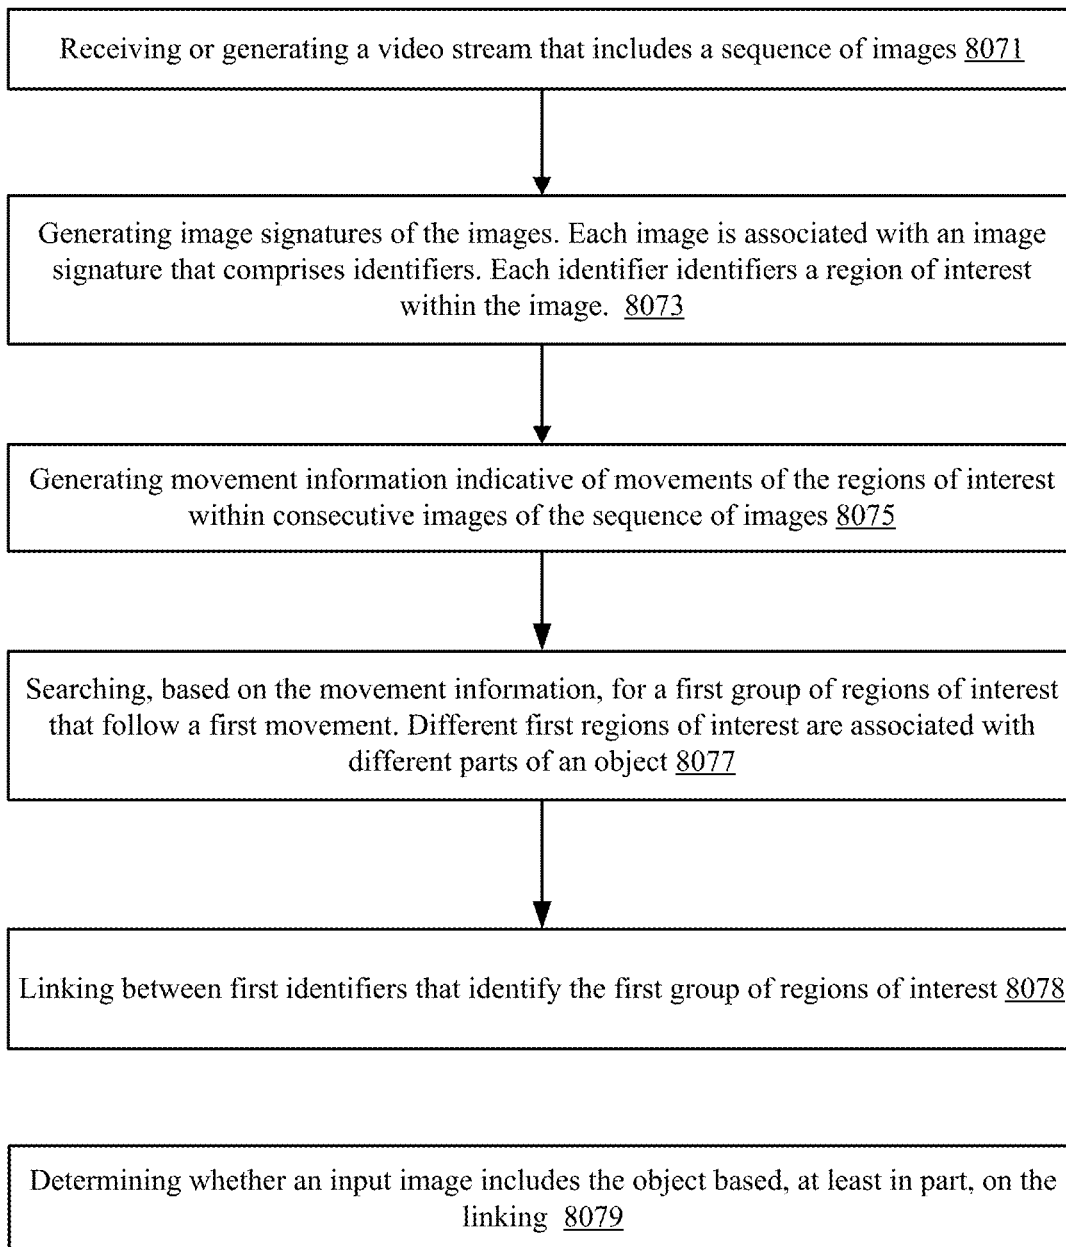 Receiving or generating a video stream that includes a sequence of images 8071
Generating image signatures of the images. Each image is associated with an image
signature that comprises identifiers. Each identifier identifiers a region of interest
within the image. 8073
Generating movement information indicative of movements of the regions of interest
within consecutive images of the sequence of images 8075
Searching, based on the movement information, for a first group of regions of interest
that follow a first movement. Different first regions of interest are associated with
different parts of an object 8077
Linking between first identifiers that identify the first group of regions of interest 8078
Determining whether an input image includes the object based, at least in part, on the
linking 8079